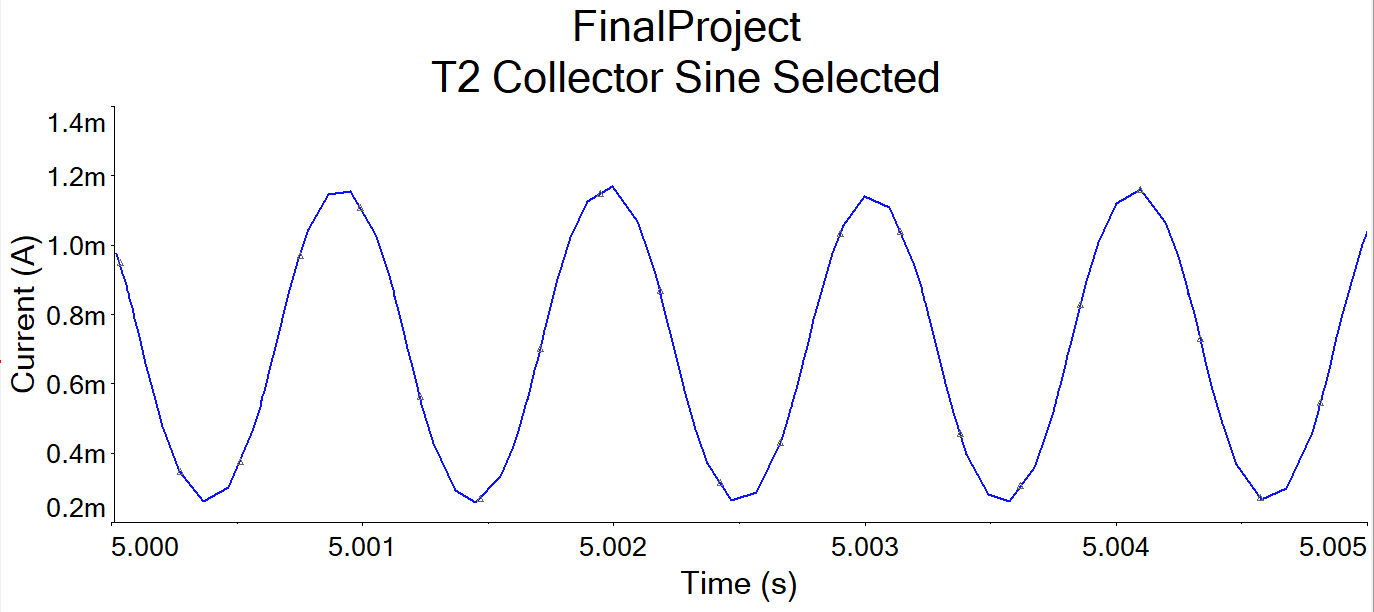 FinalProject
T2 Collector Sine Selected
1.4m
1.2m
1.0m
0.8m
0.6m
0.4m
0.2m
Current (A)
5.000 5.001 5.002 5.003 5.004 5.005
Time (s)